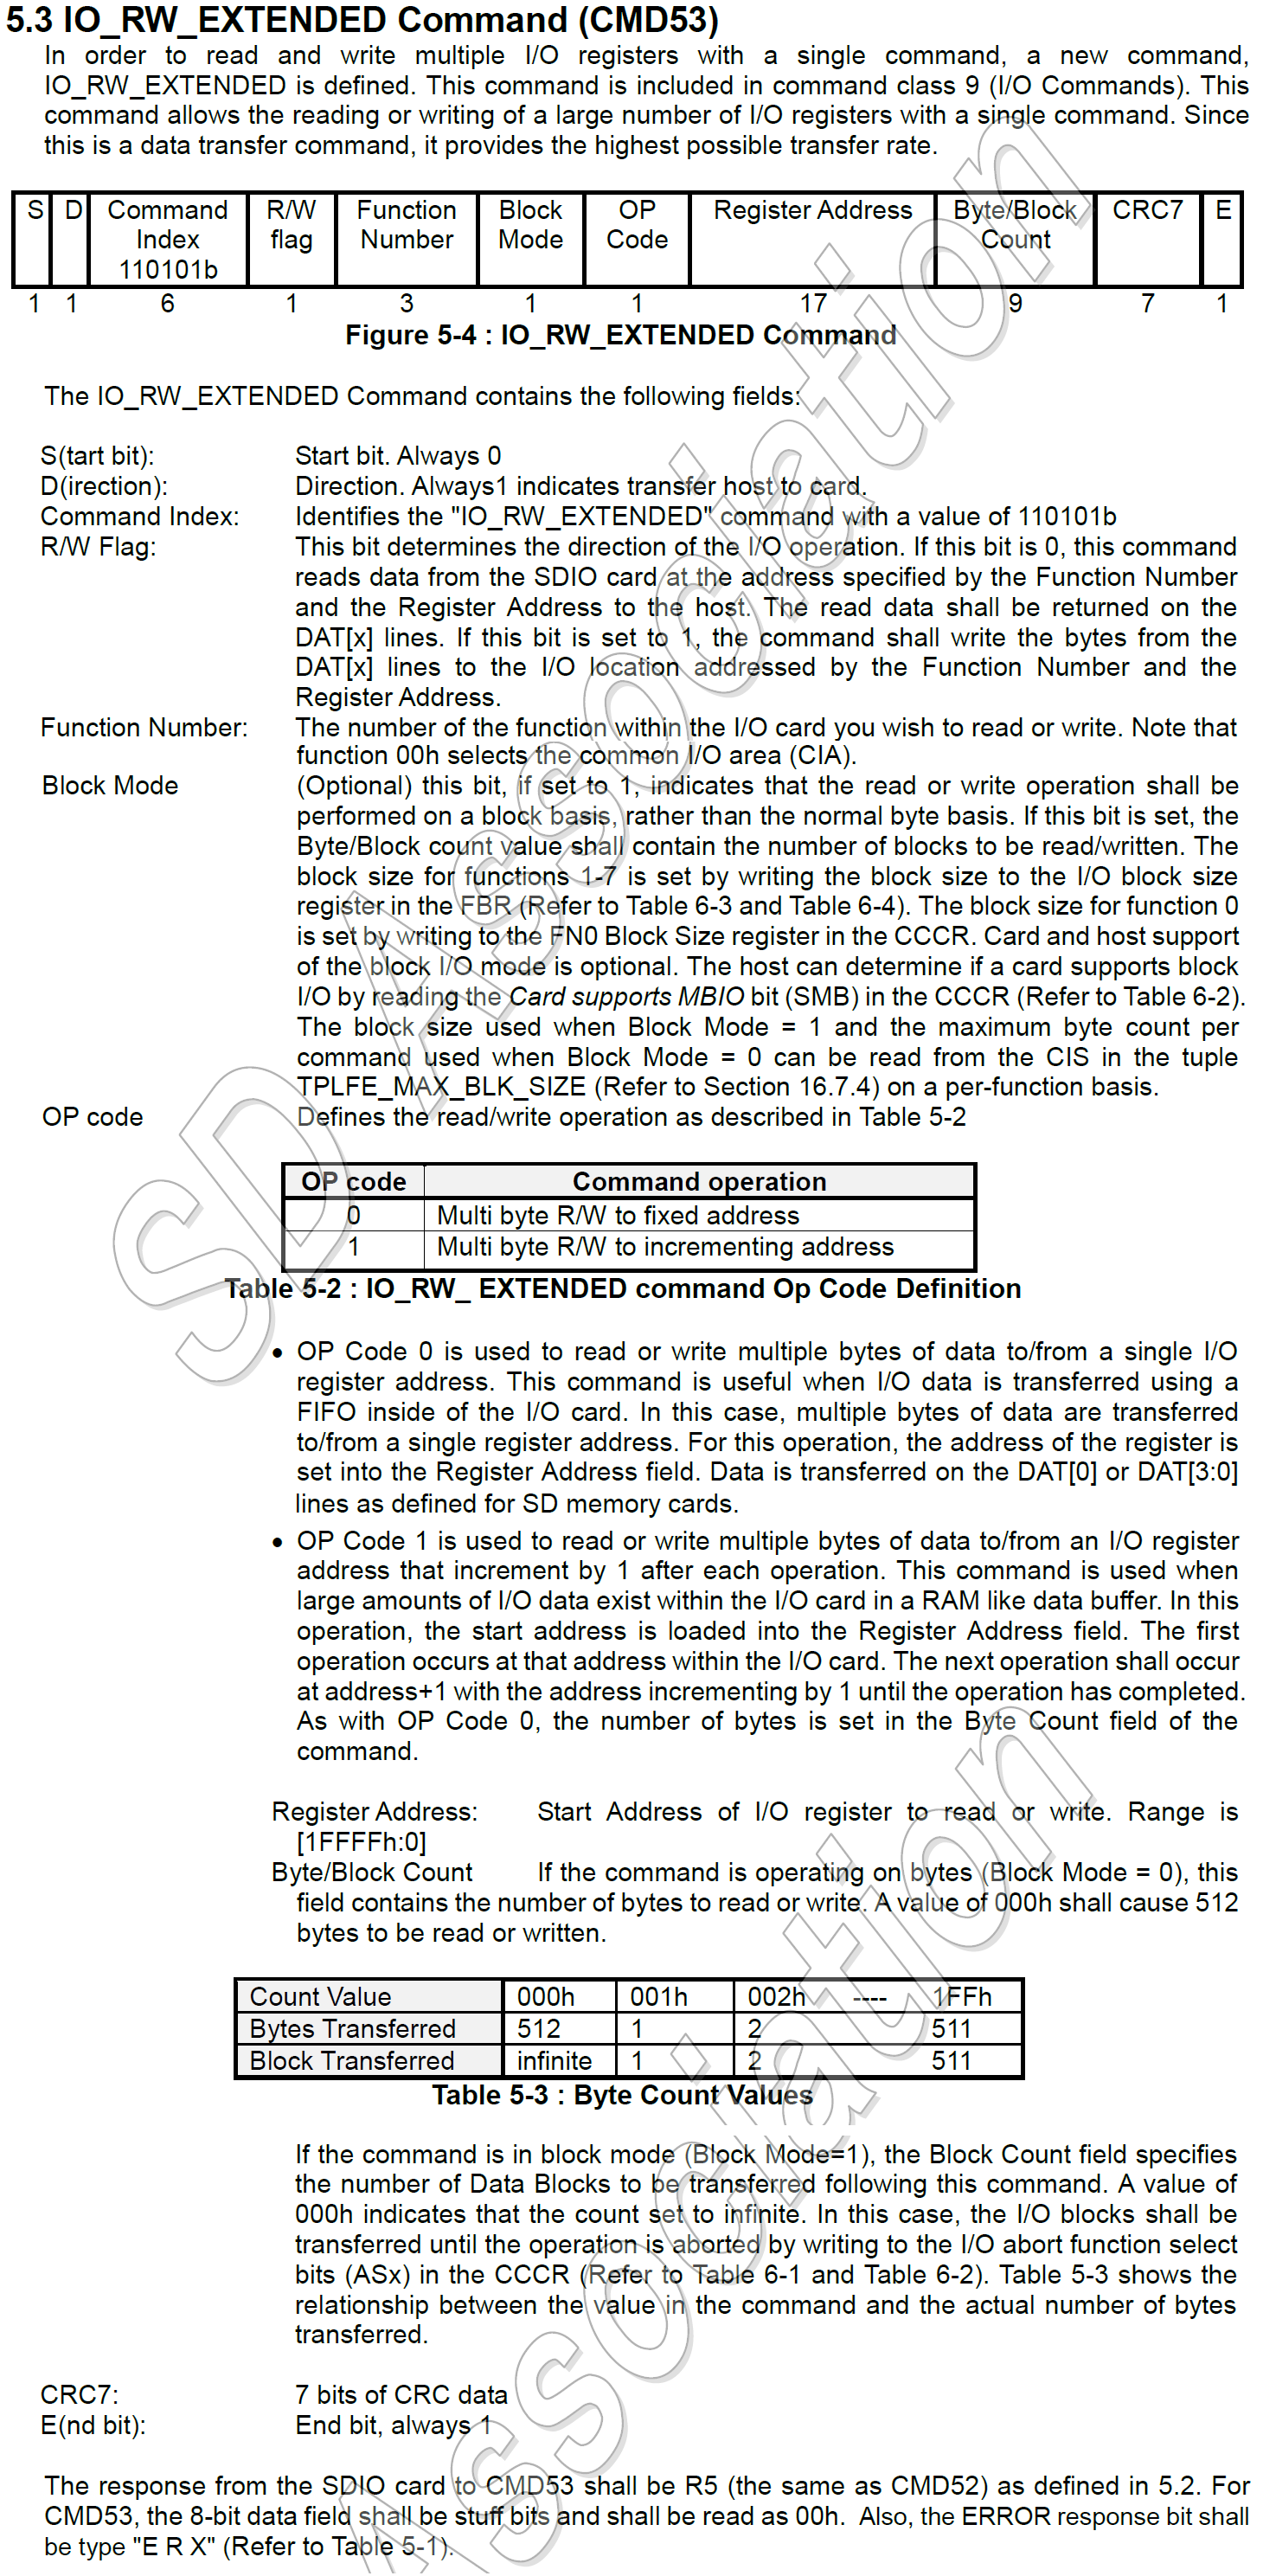 5.3 IO_RW_EXTENDED Command (CMD53)
In order to read and write multiple I/O registers with a single command, a new command,
IO_RW_EXTENDED is defined. This command is included in command class 9 (I/O Commands). This
command allows the reading or writing of a large number of I/O registers with a single command. Since
this is a data transfer command, it provides the highest possible transfer rate.
S D Command Index 110101b R/W flag Function Number Block Mode OP Code Register Address Byte/Block Count CRC7 E
1 1 6 1 3 1 1 17 9 7 1
Figure 5-4 : IO_RW_EXTENDED Command
The IO_RW_EXTENDED Command contains the following fields:
S(tart bit): Start bit. Always 0
D(irection): Direction. Always1 indicates transfer host to card.
Command Index: Identifies the "IO_RW_EXTENDED" command with a value of 110101b
R/W Flag: This bit determines the direction of the I/O operation. If this bit is 0, this command
reads data from the SDIO card at the address specified by the Function Number
and the Register Address to the host. The read data shall be returned on the
DAT[x] lines. If this bit is set to 1, the command shall write the bytes from the
DAT[x] lines to the I/O location addressed by the Function Number and the
Register Address.
Function Number: The number of the function within the I/O card you wish to read or write. Note that
function 00h selects the common I/O area (CIA).
Block Mode (Optional) this bit, if set to 1, indicates that the read or write operation shall be
performed on a block basis, rather than the normal byte basis. If this bit is set, the
Byte/Block count value shall contain the number of blocks to be read/written. The
block size for functions 1-7 is set by writing the block size to the I/O block size
register in the FBR (Refer to Table 6-3 and Table 6-4). The block size for function 0
is set by writing to the FN0 Block Size register in the CCCR. Card and host support
of the block I/O mode is optional. The host can determine if a card supports block
I/O by reading the Card supports MBIO bit (SMB) in the CCCR (Refer to Table 6-2).
The block size used when Block Mode = 1 and the maximum byte count per
command used when Block Mode = 0 can be read from the CIS in the tuple
TPLFE_MAX_BLK_SIZE (Refer to Section 16.7.4) on a per-function basis.
OP code Defines the read/write operation as described in Table 5-2
OP code Command operation
0 Multi byte R/W to fixed address
1 Multi byte R/W to incrementing address
Table 5-2 : IO_RW_ EXTENDED command Op Code Definition
• OP Code 0 is used to read or write multiple bytes of data to/from a single I/O
register address. This command is useful when I/O data is transferred using a
FIFO inside of the I/O card. In this case, multiple bytes of data are transferred
to/from a single register address. For this operation, the address of the register is
set into the Register Address field. Data is transferred on the DAT[0] or DAT[3:0]
lines as defined for SD memory cards.
• OP Code 1 is used to read or write multiple bytes of data to/from an I/O register
address that increment by 1 after each operation. This command is used when
large amounts of I/O data exist within the I/O card in a RAM like data buffer. In this
operation, the start address is loaded into the Register Address field. The first
operation occurs at that address within the I/O card. The next operation shall occur
at address+1 with the address incrementing by 1 until the operation has completed.
As with OP Code 0, the number of bytes is set in the Byte Count field of the
command.
Register Address: Start Address of I/O register to read or write. Range is
[1FFFFh:0]
Byte/Block Count If the command is operating on bytes (Block Mode = 0), this
field contains the number of bytes to read or write. A value of 000h shall cause 512
bytes to be read or written.
Count Value 000h 001h 002h ---- 1FFh
Bytes Transferred 512 1 2 511
Block Transferred infinite 1 2 511
Table 5-3 : Byte Count Values
If the command is in block mode (Block Mode=1), the Block Count field specifies
the number of Data Blocks to be transferred following this command. A value of
000h indicates that the count set to infinite. In this case, the I/O blocks shall be
transferred until the operation is aborted by writing to the I/O abort function select
bits (ASx) in the CCCR (Refer to Table 6-1 and Table 6-2). Table 5-3 shows the
relationship between the value in the command and the actual number of bytes
transferred.
CRC7: 7 bits of CRC data
E(nd bit): End bit, always 1
The response from the SDIO card to CMD53 shall be R5 (the same as CMD52) as defined in 5.2. For
CMD53, the 8-bit data field shall be stuff bits and shall be read as 00h. Also, the ERROR response bit shall
be type "E R X" (Refer to Table 5-1).
SD Association
Association